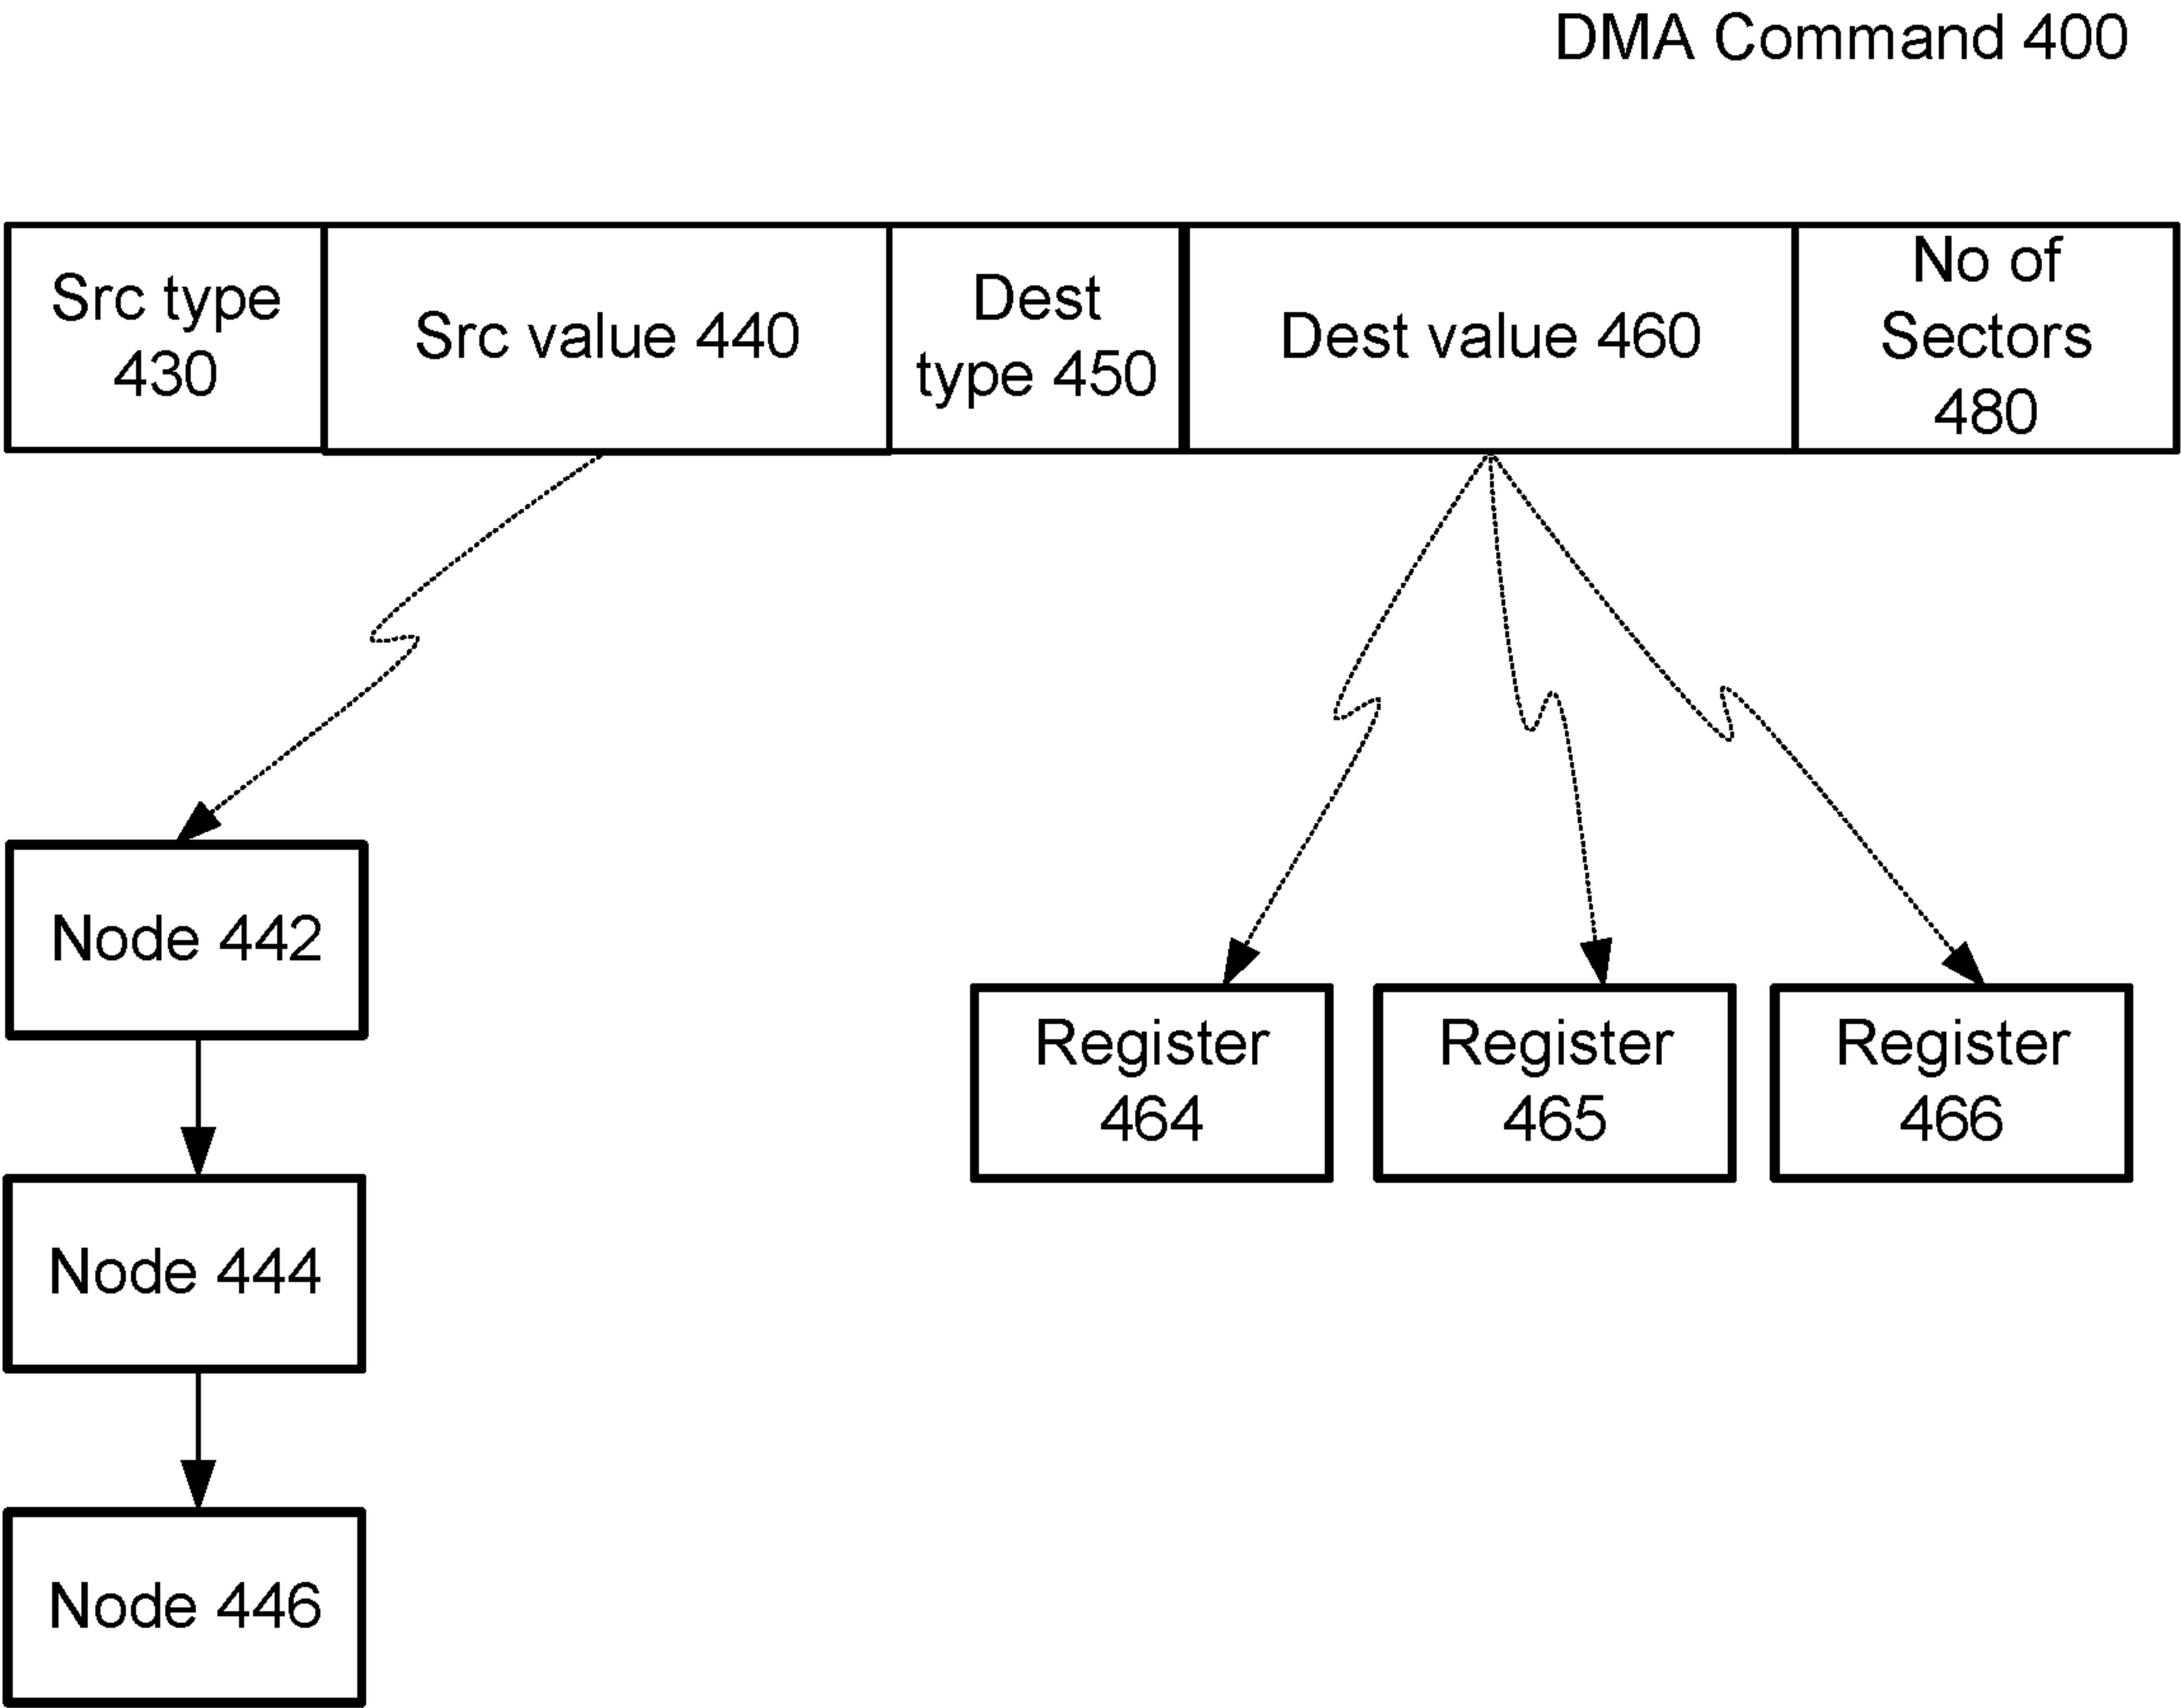 DMA Command 400
Src type
430
Src value 440
Dest
type 450
Dest value 460
No of
Sectors
480
Node 442
Register
464
Register
465
Register
466
Node 444
Node 446